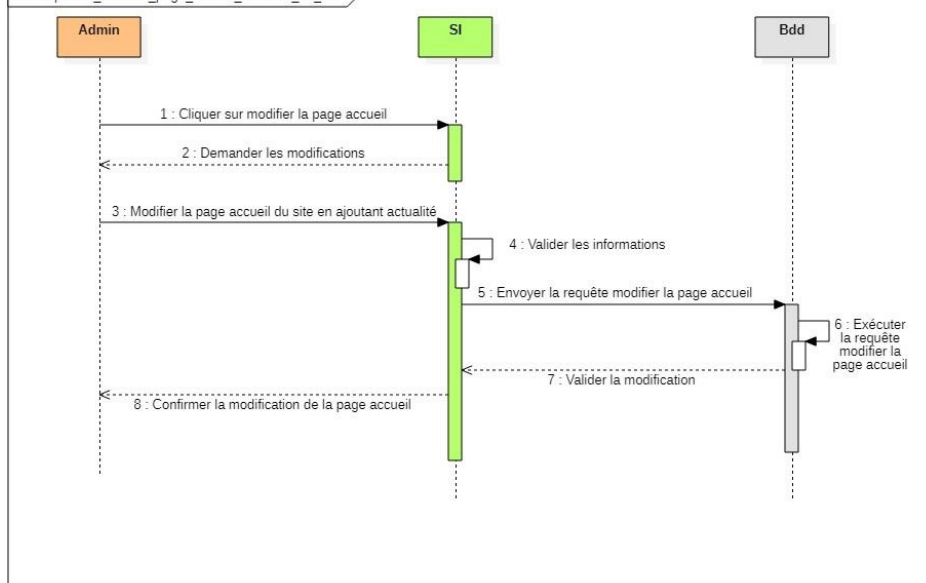 Admin
SI
Bdd
1 : Cliquer sur modifier la page accueil
2 : Demander les modifications
3 : Modifier la page accueil du site en ajoutant actualité
4 : Valider les informations
5 : Envoyer la requête modifier la page accueil
6 : Exécuter
la requête
modifier la
page accueil
7 : Valider la modification
8 : Confirmer la modification de la page accueil